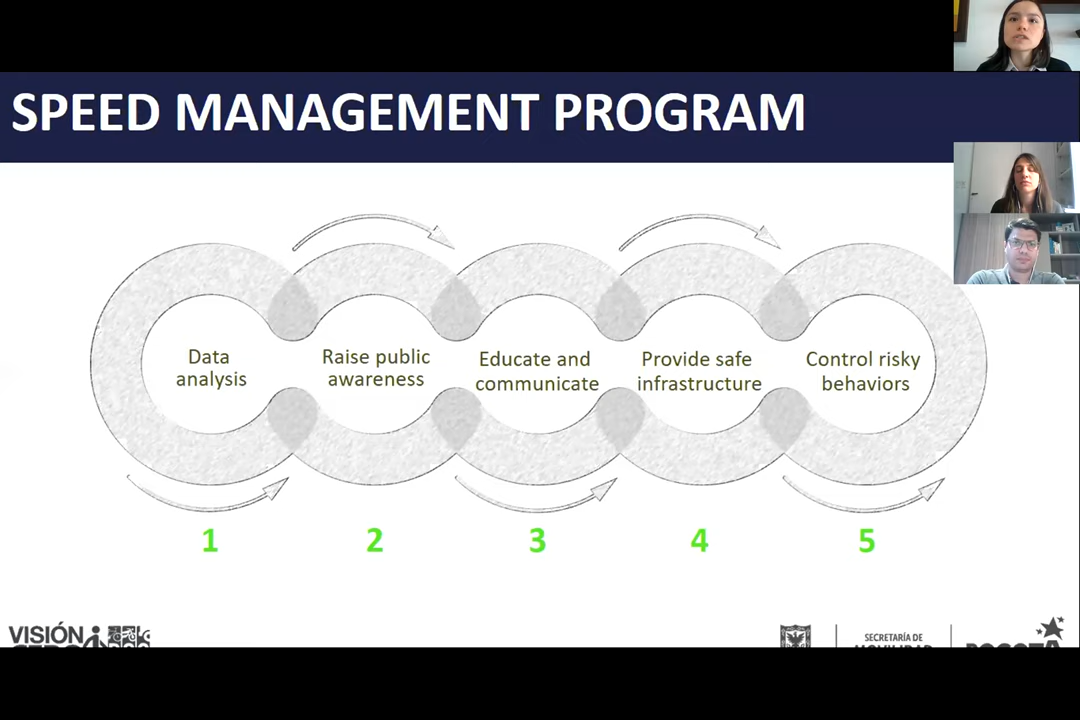 SPEED MANAGEMENT PROGRAM
Data
analysis
Raise public
awareness
Educate and
communicate
Provide safe
infrastructure
Control risky
behaviors
1
2
3
4
5
VISIÓN
SECRETARÍA DE
MOVILIDAD
BOGOTÁ